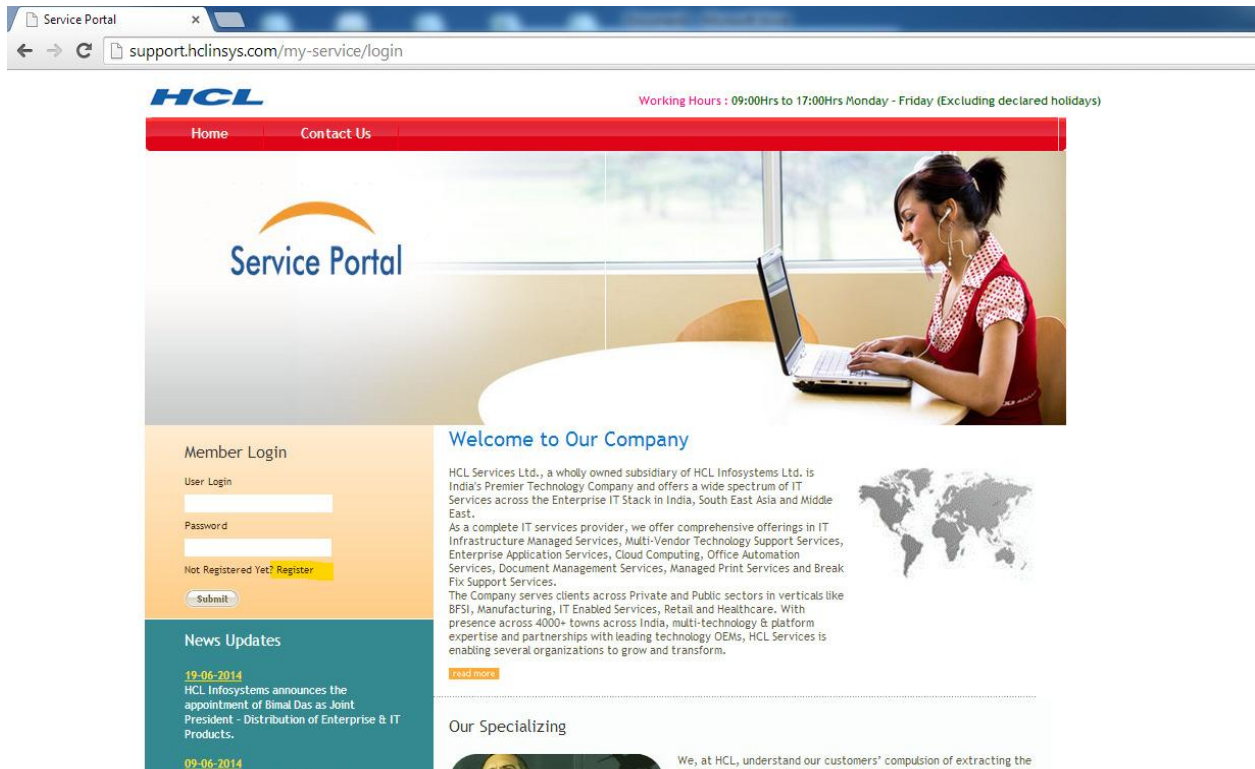 Service Portal
support.hclinsys.com/my-service/login
HCL
Working Hours : 09:00Hrs to 17:00Hrs Monday - Friday (Excluding declared holidays)
Home
Contact Us
Service Portal
Member Login
User Login
Password
Not Registered Yet? Register
Submit
News Updates
19-06-2014
HCL Infosystems announces the
appointment of Bimal Das as Joint
President - Distribution of Enterprise & IT
Products.
09-06-2014
Welcome to Our Company
HCL Services Ltd., a wholly owned subsidiary of HCL Infosystems Ltd. is
India's Premier Technology Company and offers a wide spectrum of IT
Services across the Enterprise IT Stack in India, South East Asia and Middle
East.
As a complete IT services provider, we offer comprehensive offerings in IT
Infrastructure Managed Services, Multi-Vendor Technology Support Services,
Enterprise Application Services, Cloud Computing, Office Automation
Services, Document Management Services, Managed Print Services and Break
Fix Support Services.
The Company serves clients across Private and Public sectors in verticals like
BFSI, Manufacturing, IT Enabled Services, Retail and Healthcare. With
presence across 4000+ towns across India, multi-technology & platform
expertise and partnerships with leading technology OEMs, HCL Services is
enabling several organizations to grow and transform.
read more
Our Specializing
We, at HCL, understand our customers' compulsion of extracting the